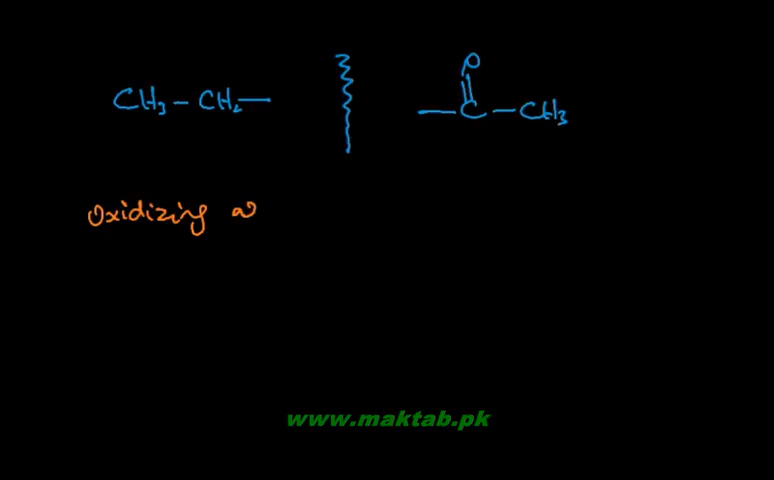 O
CH3 - CH2 — — C - CH3
Oxidizing a
www.maktab.pk